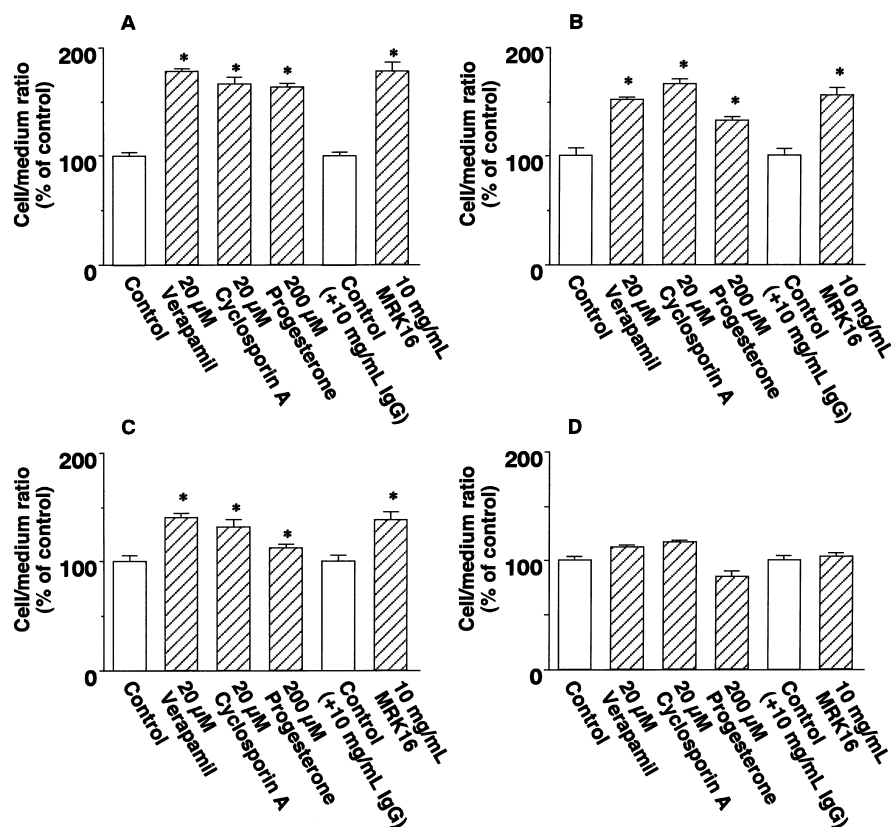 A
Cell/medium ratio
(% of control)
200
100
0
*
*
*
*
Control
20 µM
Verapamil
20 µM
Cyclosporin A
200 µM
Progesterone
Control
(+10 mg/mL IgG)
10 mg/mL
MRK16
B
Cell/medium ratio
(% of control)
200
100
0
*
*
*
*
Control
20 µM
Verapamil
20 µM
Cyclosporin A
200 µM
Progesterone
Control
(+10 mg/mL IgG)
10 mg/mL
MRK16
C
Cell/medium ratio
(% of control)
200
100
0
*
*
*
*
Control
20 µM
Verapamil
20 µM
Cyclosporin A
200 µM
Progesterone
Control
(+10 mg/mL IgG)
10 mg/mL
MRK16
D
Cell/medium ratio
(% of control)
200
100
0
Control
20 µM
Verapamil
20 µM
Cyclosporin A
200 µM
Progesterone
Control
(+10 mg/mL IgG)
10 mg/mL
MRK16